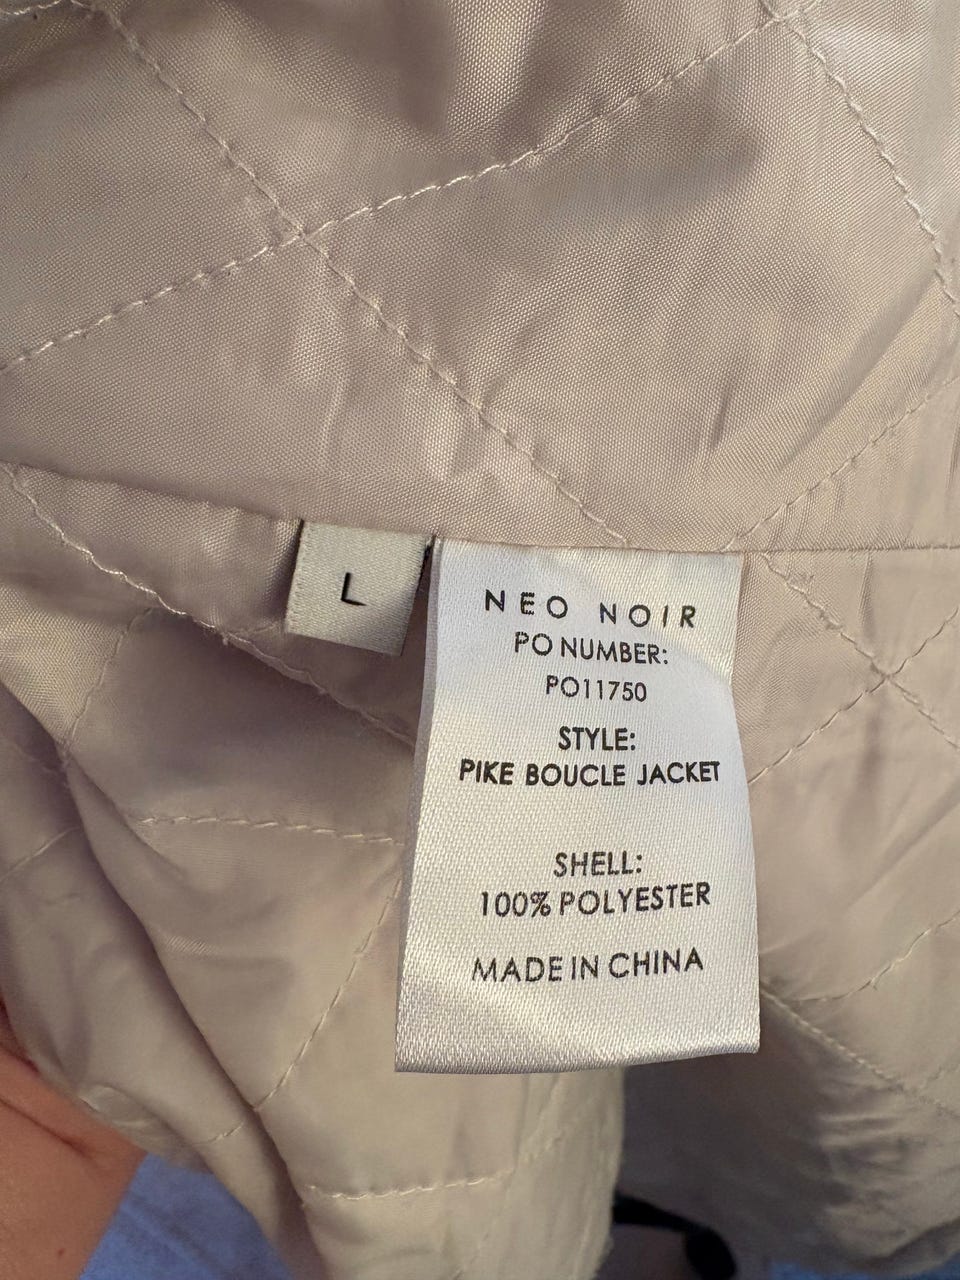 L
NEO NOIR
PO NUMBER:
PO11750
STYLE:
PIKE BOUCLE JACKET
SHELL:
100% POLYESTER
MADE IN CHINA